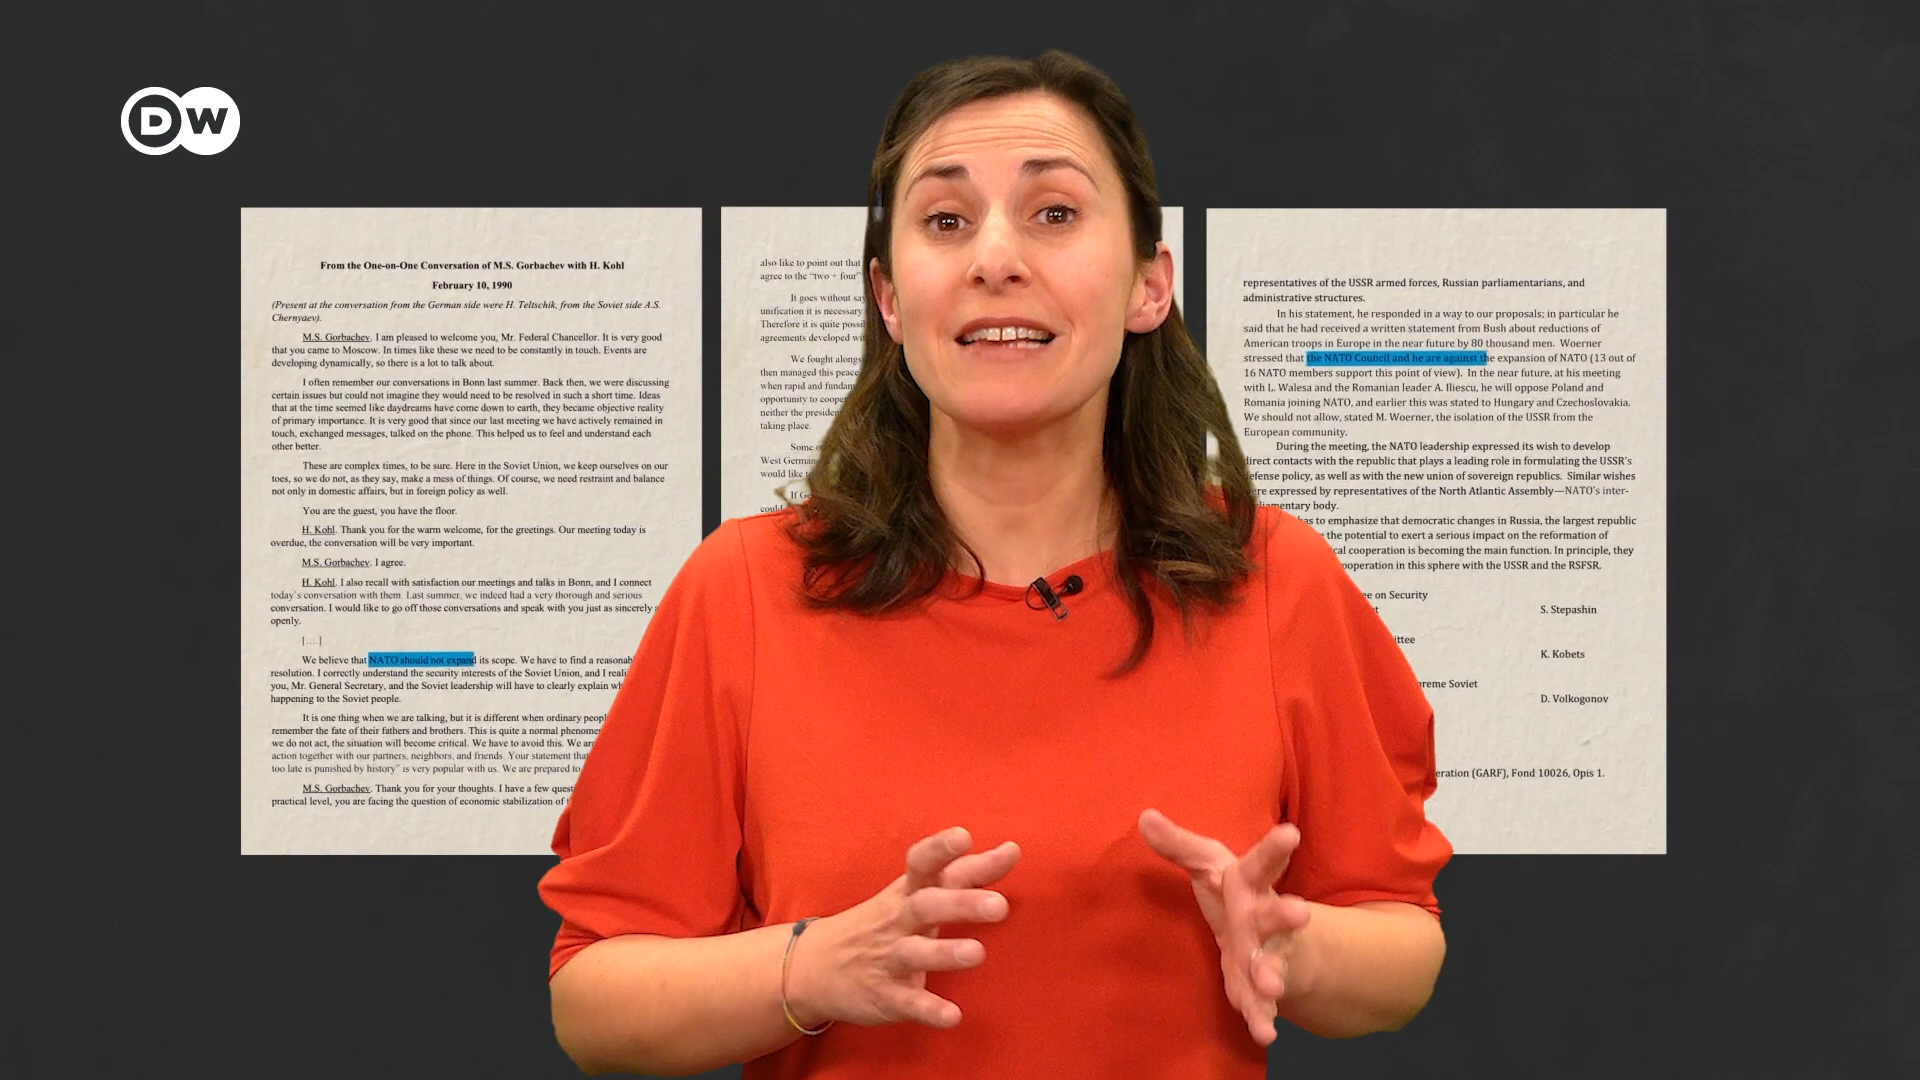 DW
From the One-on-One Conversation of M.S. Gorbachev with H. Kohl
February 10, 1990
(Present at the conversation from the German side were H. Teltschik, from the Soviet side A.S.
Chernyaev).
M.S. Gorbachev. I am pleased to welcome you, Mr. Federal Chancellor. It is very good
that you came to Moscow. In times like these we need to be constantly in touch. Events are
developing dynamically, so there is a lot to talk about.
I often remember our conversations in Bonn last summer. Back then, we were discussing
certain issues but could not imagine they would need to be resolved in such a short time. Ideas
that at the time seemed like daydreams have come down to earth, they became objective reality
of primary importance. It is very good that since our last meeting we have actively remained in
touch, exchanged messages, talked on the phone. This helped us to feel and understand each
other better.
These are complex times, to be sure. Here in the Soviet Union, we keep ourselves on our
toes, so we do not, as they say, make a mess of things. Of course, we need restraint and balance
not only in domestic affairs, but in foreign policy as well.
You are the guest, you have the floor.
H. Kohl. Thank you for the warm welcome, for the greetings. Our meeting today is
overdue, the conversation will be very important.
M.S. Gorbachev. I agree.
H. Kohl. I also recall with satisfaction our meetings and talks in Bonn, and I connect
today's conversation with them. Last summer, we indeed had a very thorough and serious
conversation. I would like to go off those conversations and speak with you just as sincerely
openly.
[....]
We believe that NATO should not expand its scope. We have to find a
resolution. I correctly understand the security interests of the Soviet Union, and I
you, Mr. General Secretary, and the Soviet leadership will have to clearly explain
happening to the Soviet people.
It is one thing when we are talking, but it is different when ordinary
remember the fate of their fathers and brothers. This is quite a normal
we do not act, the situation will become critical. We have to avoid this. We
action together with our partners, neighbors, and friends. Your statement
too late is punished by history" is very popular with us. We are prepared to
M.S. Gorbachev. Thank you for your thoughts. I have a few
practical level, you are facing the question of economic stabilization of
also like to point out that
agree to the "two + four"
It goes without
unification it is necessary
Therefore it is quite
agreements developed
We fought
then managed this
when rapid and
opportunity to
neither the
taking place.
Some
West
would like
If
could
representatives of the USSR armed forces, Russian parliamentarians, and
administrative structures.
In his statement, he responded in a way to our proposals; in particular he
said that he had received a written statement from Bush about reductions of
American troops in Europe in the near future by 80 thousand men. Woerner
stressed that the NATO Council and he are against the expansion of NATO (13 out of
16 NATO members support this point of view). In the near future, at his meeting
with L. Walesa and the Romanian leader A. Iliescu, he will oppose Poland and
Romania joining NATO, and earlier this was stated to Hungary and Czechoslovakia.
We should not allow, stated M. Woerner, the isolation of the USSR from the
European community.
During the meeting, the NATO leadership expressed its wish to develop
direct contacts with the republic that plays a leading role in formulating the USSR's
defense policy, as well as with the new union of sovereign republics. Similar wishes
were expressed by representatives of the North Atlantic Assembly—NATO's inter-
body.
has to emphasize that democratic changes in Russia, the largest republic
the potential to exert a serious impact on the reformation of
cooperation is becoming the main function. In principle, they
cooperation in this sphere with the USSR and the RSFSR.
on Security
S. Stepashin
K. Kobets
Soviet
D. Volkogonov
(GARF), Fond 10026, Opis 1.